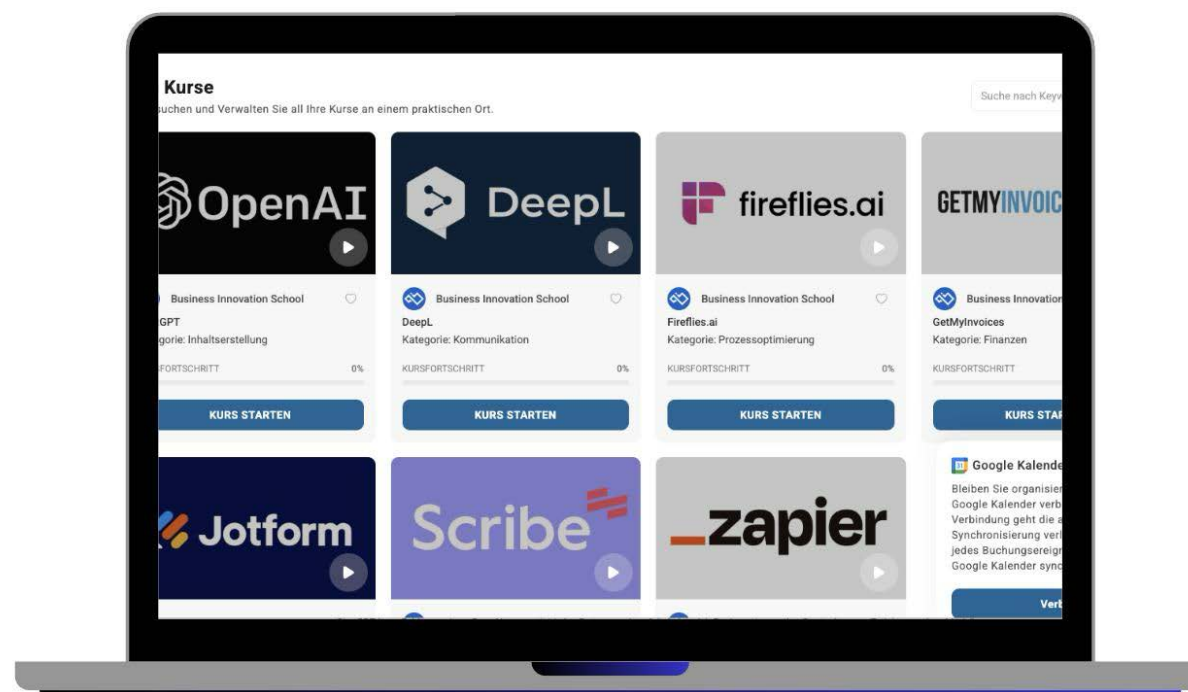 Kurse
suchen und Verwalten Sie all Ihre Kurse an einem praktischen Ort.
Suche nach Keyw
OpenAI
DeepL
fireflies.ai
GETMYINVOIC
Business Innovation School
GPT
gorie: Inhaltserstellung
FORTSCHRITT 0%
KURS STARTEN
Business Innovation School
DeepL
Kategorie: Kommunikation
KURSFORTSCHRITT 0%
KURS STARTEN
Business Innovation School
Fireflies.ai
Kategorie: Prozessoptimierung
KURSFORTSCHRITT 0%
KURS STARTEN
Business Innovation
GetMyInvoices
Kategorie: Finanzen
KURSFORTSCHRITT
KURS STAR
Jotform
Scribe
zapier
31
Google Kalende
Bleiben Sie organisier
Google Kalender verb
Verbindung geht die a
Synchronisierung verl
jedes Buchungsereign
Google Kalender sync
Verb